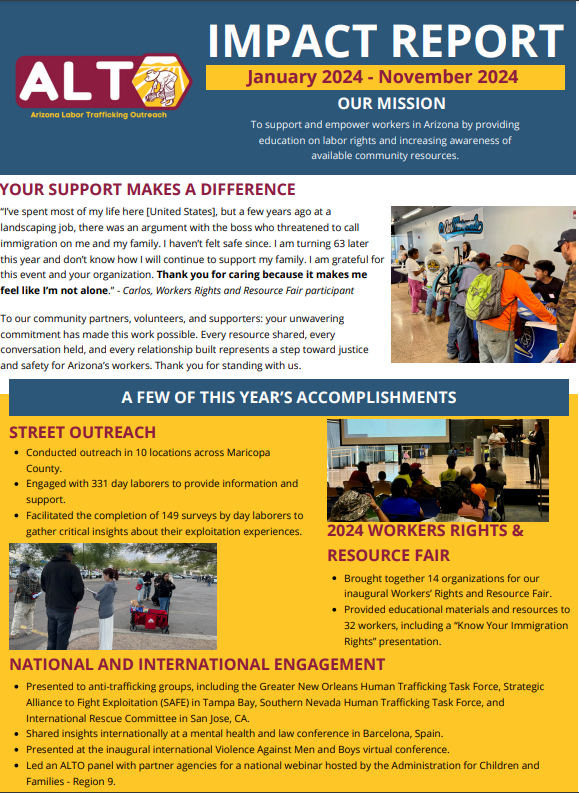 ALTO
Arizona Labor Trafficking Outreach
IMPACT REPORT
January 2024 - November 2024
OUR MISSION
To support and empower workers in Arizona by providing
education on labor rights and increasing awareness of
available community resources.
YOUR SUPPORT MAKES A DIFFERENCE
“I’ve spent most of my life here [United States], but a few years ago at a
landscaping job, there was an argument with the boss who threatened to call
immigration on me and my family. I haven’t felt safe since. I am turning 63 later
this year and don’t know how I will continue to support my family. I am grateful for
this event and your organization. Thank you for caring because it makes me
feel like I’m not alone.” - Carlos, Workers Rights and Resource Fair participant
To our community partners, volunteers, and supporters: your unwavering
commitment has made this work possible. Every resource shared, every
conversation held, and every relationship built represents a step toward justice
and safety for Arizona’s workers. Thank you for standing with us.
A FEW OF THIS YEAR’S ACCOMPLISHMENTS
STREET OUTREACH
• Conducted outreach in 10 locations across Maricopa
County.
• Engaged with 331 day laborers to provide information and
support.
• Facilitated the completion of 149 surveys by day laborers to
gather critical insights about their exploitation experiences.
2024 WORKERS RIGHTS &
RESOURCE FAIR
• Brought together 14 organizations for our
inaugural Workers’ Rights and Resource Fair.
• Provided educational materials and resources to
32 workers, including a “Know Your Immigration
Rights” presentation.
NATIONAL AND INTERNATIONAL ENGAGEMENT
• Presented to anti-trafficking groups, including the Greater New Orleans Human Trafficking Task Force, Strategic
Alliance to Fight Exploitation (SAFE) in Tampa Bay, Southern Nevada Human Trafficking Task Force, and
International Rescue Committee in San Jose, CA.
• Shared insights internationally at a mental health and law conference in Barcelona, Spain.
• Presented at the inaugural international Violence Against Men and Boys virtual conference.
• Led an ALTO panel with partner agencies for a national webinar hosted by the Administration for Children and
Families - Region 9.